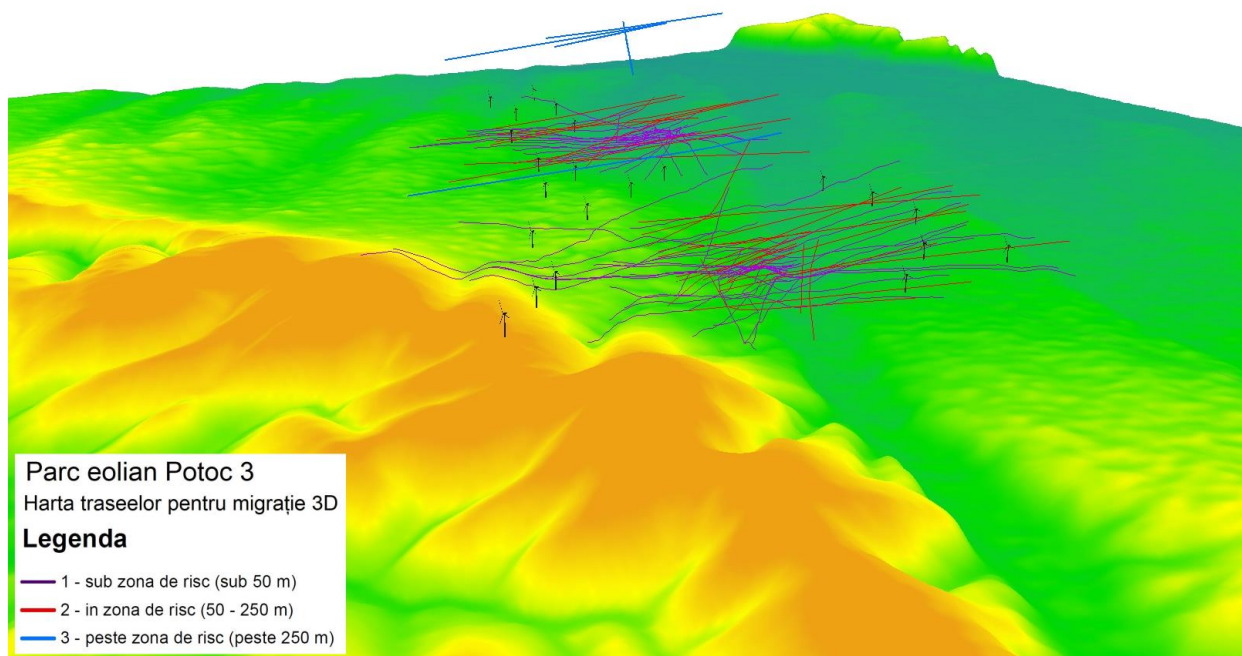 Parc eolian Potoc 3
Harta traseelor pentru migrație 3D
Legenda
1 - sub zona de risc (sub 50 m)
2 - in zona de risc (50 - 250 m)
3 - peste zona de risc (peste 250 m)